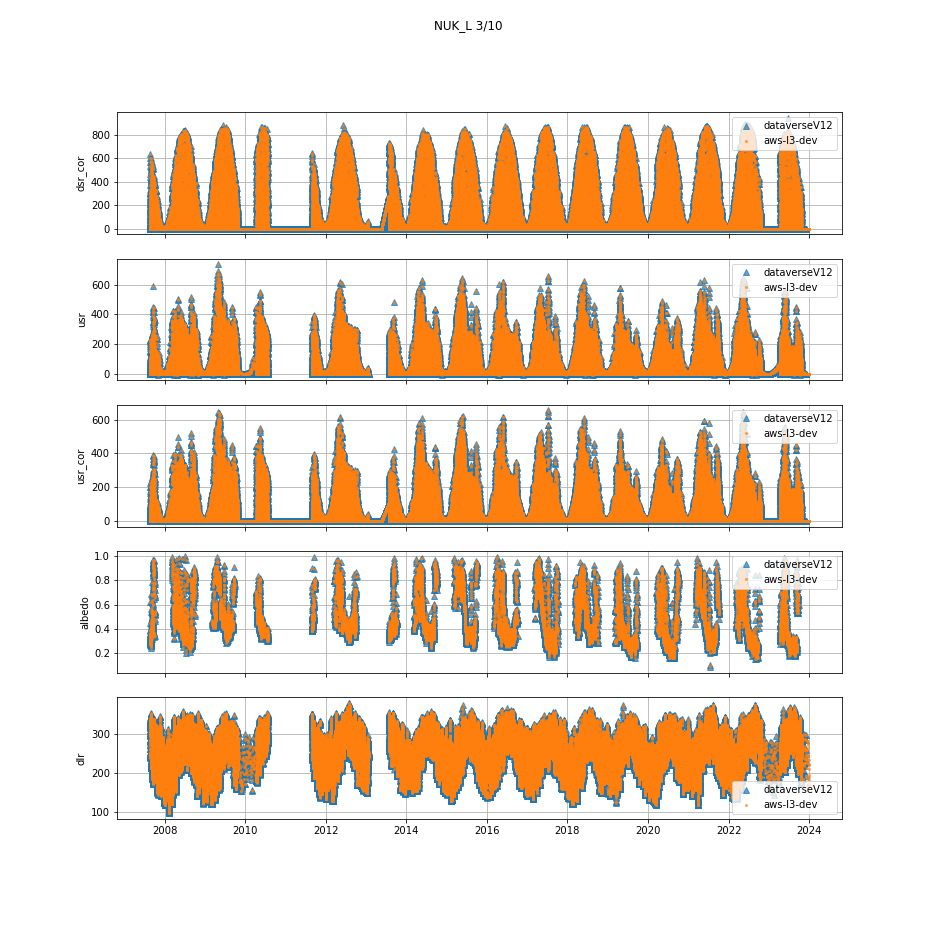 NUK_L 3/10
800
600
400
200
0
dsr_cor
dataverseV12
aws-l3-dev
600
400
200
0
usr
dataverseV12
aws-l3-dev
600
400
200
0
usr_cor
dataverseV12
aws-l3-dev
1.0
0.8
0.6
0.4
0.2
albedo
dataverseV12
aws-l3-dev
300
200
100
dlr
dataverseV12
aws-l3-dev
2008 2010 2012 2014 2016 2018 2020 2022 2024